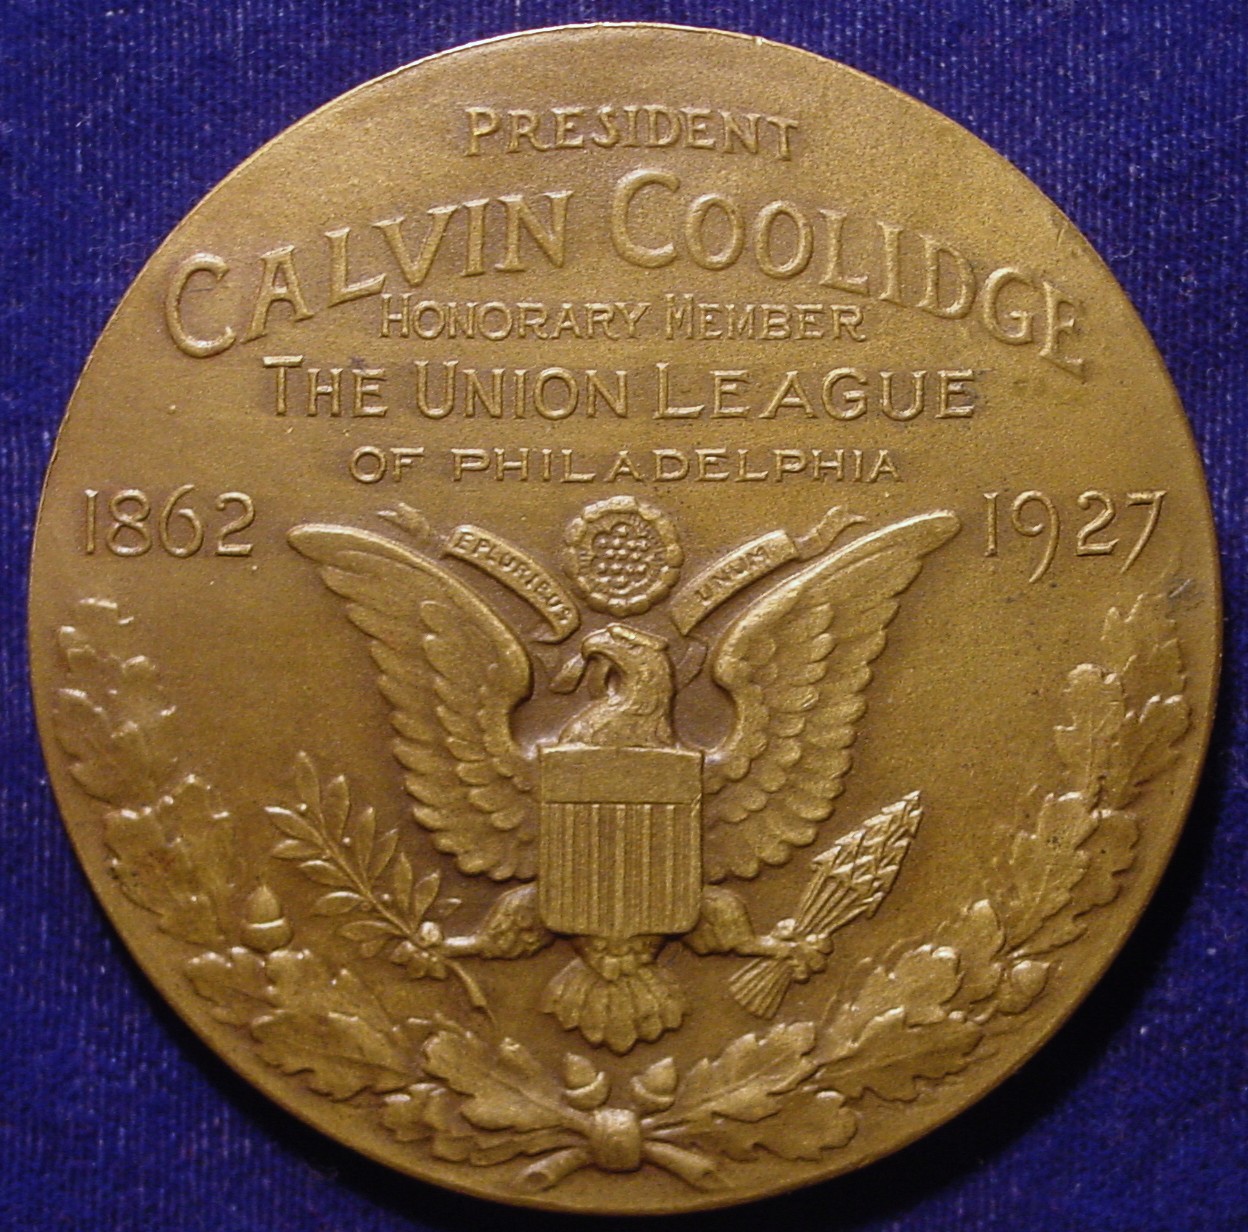 PRESIDENT
CALVIN COOLIDGE
HONORARY MEMBER
THE UNION LEAGUE
OF PHILADELPHIA
1862 1927
E PLURIBUS UNUM